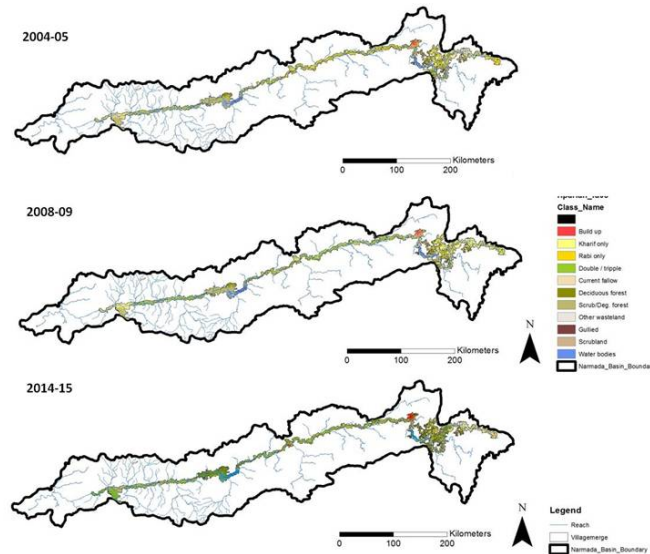 2004-05
Kilometers
0 100 200
2008-09
Class_Name
Build up
Kharif only
Rabi only
Double / tripple
Current fallow
Deciduous forest
Scrub/Deg. forest
Other wasteland
Gullied
Scrubland
Water bodies
Narmada_Basin_Bounda
N
Kilometers
0 100 200
2014-15
N
Legend
Reach
Villagemerge
Narmada_Basin_Boundary
Kilometers
0 100 200